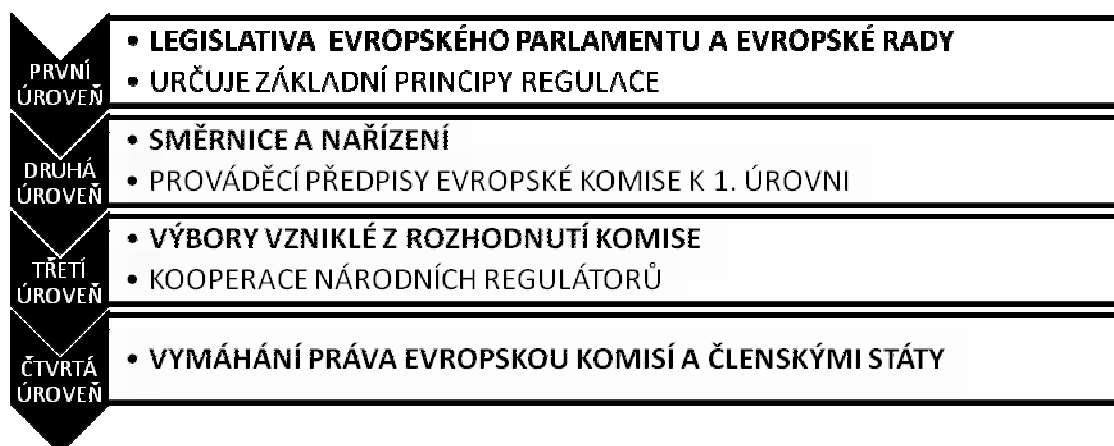 PRVNÍ
ÚROVEŇ
• LEGISLATIVA EVROPSKÉHO PARLAMENTU A EVROPSKÉ RADY
• URČUJE ZÁKLADNÍ PRINCIPY REGULACE
DRUHÁ
ÚROVEŇ
• SMĚRNICE A NAŘÍZENÍ
• PROVÁDĚCÍ PŘEDPISY EVROPSKÉ KOMISE K 1. ÚROVNI
TŘETÍ
ÚROVEŇ
• VÝBORY VZNIKLÉ Z ROZHODNUTÍ KOMISE
• KOOPERACE NÁRODNÍCH REGULÁTORŮ
ČTVRTÁ
ÚROVEŇ
• VYMÁHÁNÍ PRÁVA EVROPSKOU KOMISÍ A ČLENSKÝMI STÁTY